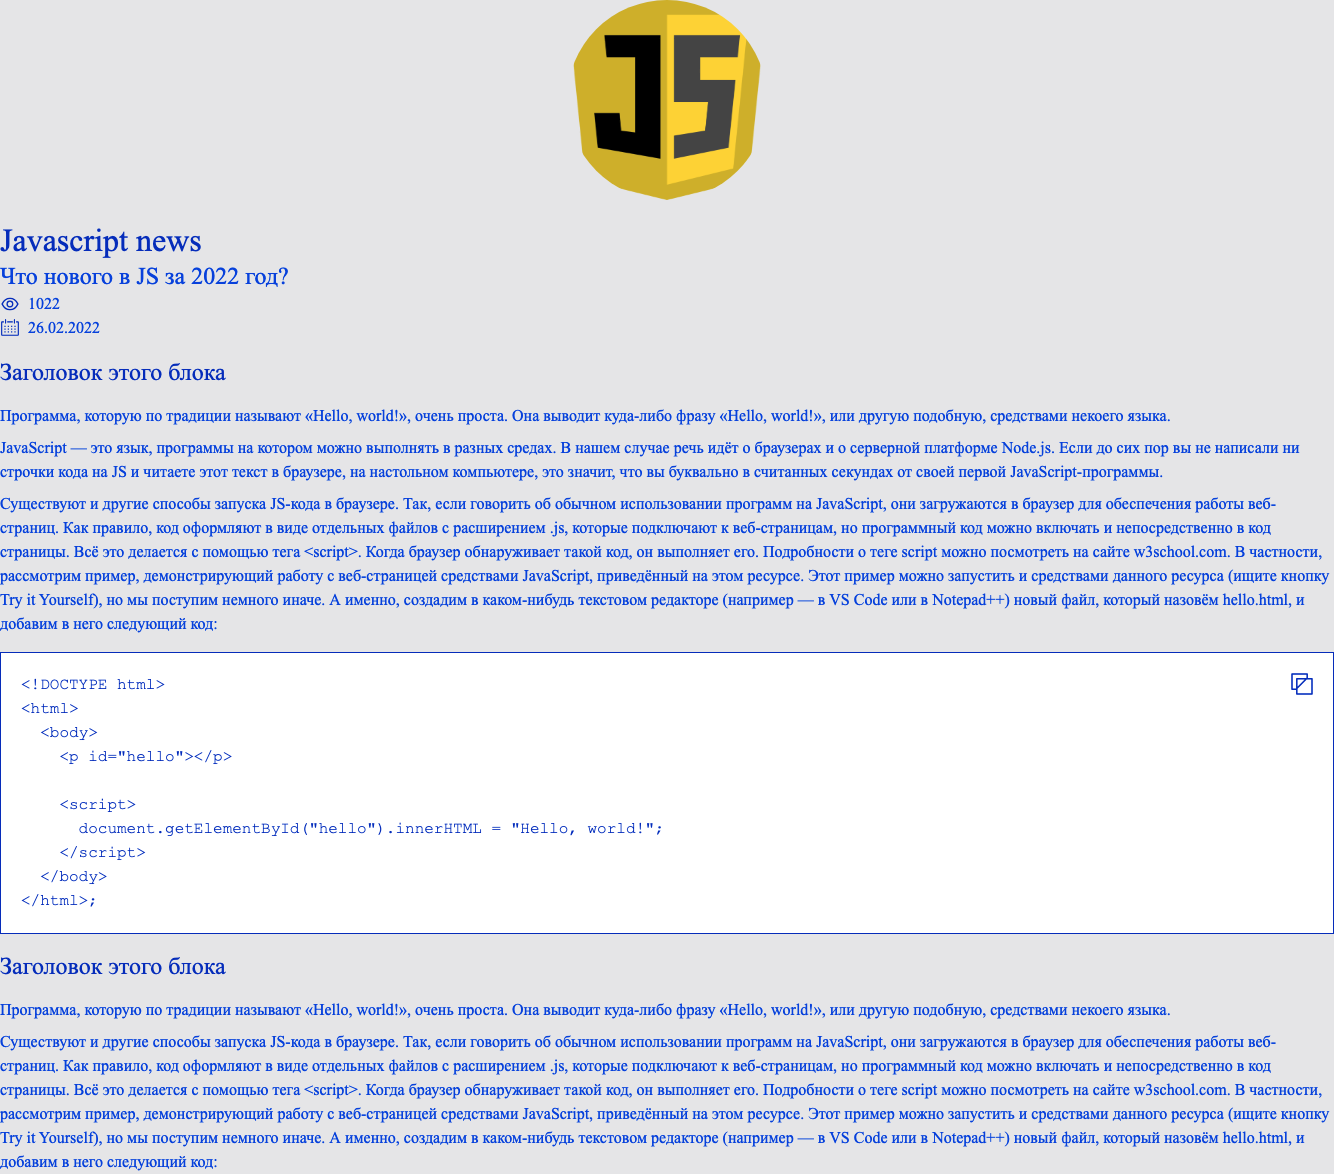 JS
Javascript news
Что нового в JS за 2022 год?
1022
26.02.2022
Заголовок этого блока
Программа, которую по традиции называют «Hello, world!», очень проста. Она выводит куда-либо фразу «Hello, world!», или другую подобную, средствами некоего языка.
JavaScript — это язык, программы на котором можно выполнять в разных средах. В нашем случае речь идёт о браузерах и о серверной платформе Node.js. Если до сих пор вы не написали ни
строчки кода на JS и читаете этот текст в браузере, на настольном компьютере, это значит, что вы буквально в считанных секундах от своей первой JavaScript-программы.
Существуют и другие способы запуска JS-кода в браузере. Так, если говорить об обычном использовании программ на JavaScript, они загружаются в браузер для обеспечения работы веб-
страниц. Как правило, код оформляют в виде отдельных файлов с расширением .js, которые подключают к веб-страницам, но программный код можно включать и непосредственно в код
страницы. Всё это делается с помощью тега <script>. Когда браузер обнаруживает такой код, он выполняет его. Подробности о теге script можно посмотреть на сайте w3school.com. В частности,
рассмотрим пример, демонстрирующий работу с веб-страницей средствами JavaScript, приведённый на этом ресурсе. Этот пример можно запустить и средствами данного ресурса (ищите кнопку
Try it Yourself), но мы поступим немного иначе. А именно, создадим в каком-нибудь текстовом редакторе (например — в VS Code или в Notepad++) новый файл, который назовём hello.html, и
добавим в него следующий код:
<!DOCTYPE html>
<html>
  <body>
    <p id="hello"></p>
    <script>
      document.getElementById("hello").innerHTML = "Hello, world!";
    </script>
  </body>
</html>;
Заголовок этого блока
Программа, которую по традиции называют «Hello, world!», очень проста. Она выводит куда-либо фразу «Hello, world!», или другую подобную, средствами некоего языка.
Существуют и другие способы запуска JS-кода в браузере. Так, если говорить об обычном использовании программ на JavaScript, они загружаются в браузер для обеспечения работы веб-
страниц. Как правило, код оформляют в виде отдельных файлов с расширением .js, которые подключают к веб-страницам, но программный код можно включать и непосредственно в код
страницы. Всё это делается с помощью тега <script>. Когда браузер обнаруживает такой код, он выполняет его. Подробности о теге script можно посмотреть на сайте w3school.com. В частности,
рассмотрим пример, демонстрирующий работу с веб-страницей средствами JavaScript, приведённый на этом ресурсе. Этот пример можно запустить и средствами данного ресурса (ищите кнопку
Try it Yourself), но мы поступим немного иначе. А именно, создадим в каком-нибудь текстовом редакторе (например — в VS Code или в Notepad++) новый файл, который назовём hello.html, и
добавим в него следующий код: